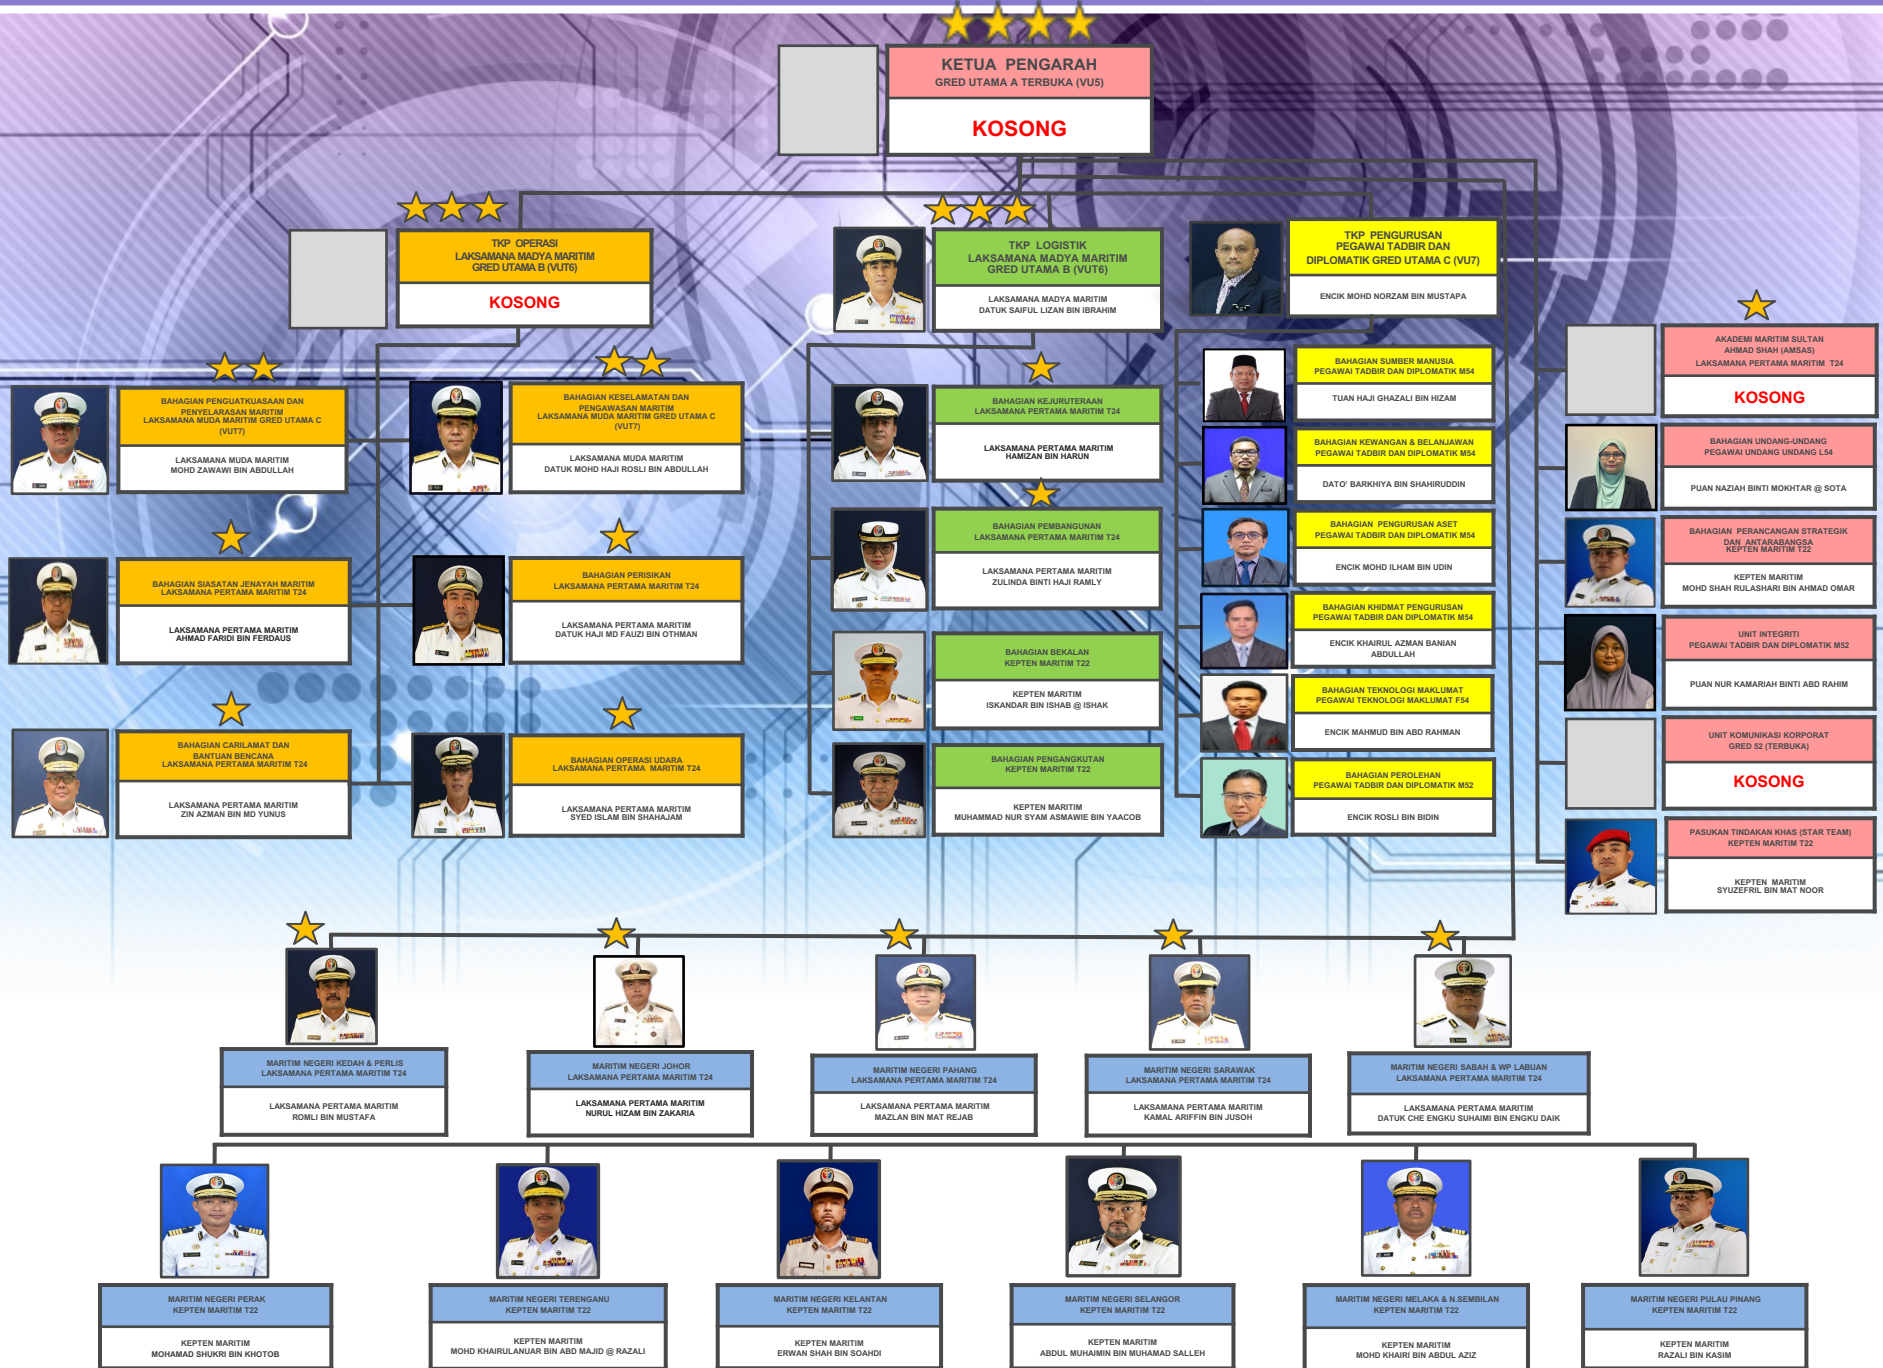 KETUA PENGARAH
GRED UTAMA A TERBUKA (VU5)
KOSONG
TKP OPERASI
LAKSAMANA MADYA MARITIM
GRED UTAMA B (VUT6)
KOSONG
TKP LOGISTIK
LAKSAMANA MADYA MARITIM
GRED UTAMA B (VUT6)
LAKSAMANA MADYA MARITIM
DATUK SAIFUL LIZAN BIN IBRAHIM
TKP PENGURUSAN
PEGAWAI TADBIR DAN
DIPLOMATIK GRED UTAMA C (VU7)
ENCIK MOHD NORZAM BIN MUSTAPA
BAHAGIAN PENGUATKUASAAN DAN
PENYELARASAN MARITIM
LAKSAMANA MUDA MARITIM GRED UTAMA C
(VUT7)
LAKSAMANA MUDA MARITIM
MOHD ZAWAWI BIN ABDULLAH
BAHAGIAN KESELAMATAN DAN
PENGAWASAN MARITIM
LAKSAMANA MUDA MARITIM GRED UTAMA C
(VUT7)
LAKSAMANA MUDA MARITIM
DATUK MOHD HAJI ROSLI BIN ABDULLAH
BAHAGIAN SIASATAN JENAYAH MARITIM
LAKSAMANA PERTAMA MARITIM T24
LAKSAMANA PERTAMA MARITIM
AHMAD FARIDI BIN FERDAUS
BAHAGIAN PERISIKAN
LAKSAMANA PERTAMA MARITIM T24
LAKSAMANA PERTAMA MARITIM
DATUK HAJI MD FAUZI BIN OTHMAN
BAHAGIAN CARILAMAT DAN
BANTUAN BENCANA
LAKSAMANA PERTAMA MARITIM T24
LAKSAMANA PERTAMA MARITIM
ZIN AZMAN BIN MD YUNUS
BAHAGIAN OPERASI UDARA
LAKSAMANA PERTAMA MARITIM T24
LAKSAMANA PERTAMA MARITIM
SYED ISLAM BIN SHAHAJAM
BAHAGIAN KEJURUTERAAN
LAKSAMANA PERTAMA MARITIM T24
LAKSAMANA PERTAMA MARITIM
HAMIZAN BIN HARUN
BAHAGIAN PEMBANGUNAN
LAKSAMANA PERTAMA MARITIM T24
LAKSAMANA PERTAMA MARITIM
ZULINDA BINTI HAJI RAMLY
BAHAGIAN BEKALAN
KEPTEN MARITIM T22
KEPTEN MARITIM
ISKANDAR BIN ISHAB @ ISHAK
BAHAGIAN PENGANGKUTAN
KEPTEN MARITIM T22
KEPTEN MARITIM
MUHAMMAD NUR SYAM ASMAWIE BIN YAACOB
BAHAGIAN SUMBER MANUSIA
PEGAWAI TADBIR DAN DIPLOMATIK M54
TUAN HAJI GHAZALI BIN HIZAM
BAHAGIAN KEWANGAN & BELANJAWAN
PEGAWAI TADBIR DAN DIPLOMATIK M54
DATO' BARKHIYA BIN SHAHIRUDDIN
BAHAGIAN PENGURUSAN ASET
PEGAWAI TADBIR DAN DIPLOMATIK M54
ENCIK MOHD ILHAM BIN UDIN
BAHAGIAN KHIDMAT PENGURUSAN
PEGAWAI TADBIR DAN DIPLOMATIK M54
ENCIK KHAIRUL AZMAN BANIAN
ABDULLAH
BAHAGIAN TEKNOLOGI MAKLUMAT
PEGAWAI TEKNOLOGI MAKLUMAT F54
ENCIK MAHMUD BIN ABD RAHMAN
BAHAGIAN PEROLEHAN
PEGAWAI TADBIR DAN DIPLOMATIK M52
ENCIK ROSLI BIN BIDIN
AKADEMI MARITIM SULTAN
AHMAD SHAH (AMSAS)
LAKSAMANA PERTAMA MARITIM T24
KOSONG
BAHAGIAN UNDANG-UNDANG
PEGAWAI UNDANG UNDANG L54
PUAN NAZIAH BINTI MOKHTAR @ SOTA
BAHAGIAN PERANCANGAN STRATEGIK
DAN ANTARABANGSA
KEPTEN MARITIM T22
KEPTEN MARITIM
MOHD SHAH RULASHARI BIN AHMAD OMAR
UNIT INTEGRITI
PEGAWAI TADBIR DAN DIPLOMATIK M52
PUAN NUR KAMARIAH BINTI ABD RAHIM
UNIT KOMUNIKASI KORPORAT
GRED 52 (TERBUKA)
KOSONG
PASUKAN TINDAKAN KHAS (STAR TEAM)
KEPTEN MARITIM T22
KEPTEN MARITIM
SYUZEFRIL BIN MAT NOOR
MARITIM NEGERI KEDAH & PERLIS
LAKSAMANA PERTAMA MARITIM T24
LAKSAMANA PERTAMA MARITIM
ROMLI BIN MUSTAFA
MARITIM NEGERI JOHOR
LAKSAMANA PERTAMA MARITIM T24
LAKSAMANA PERTAMA MARITIM
NURUL HIZAM BIN ZAKARIA
MARITIM NEGERI PAHANG
LAKSAMANA PERTAMA MARITIM T24
LAKSAMANA PERTAMA MARITIM
MAZLAN BIN MAT REJAB
MARITIM NEGERI SARAWAK
LAKSAMANA PERTAMA MARITIM T24
LAKSAMANA PERTAMA MARITIM
KAMAL ARIFFIN BIN JUSOH
MARITIM NEGERI SABAH & WP LABUAN
LAKSAMANA PERTAMA MARITIM T24
LAKSAMANA PERTAMA MARITIM
DATUK CHE ENGKU SUHAIMI BIN ENGKU DAIK
MARITIM NEGERI PERAK
KEPTEN MARITIM T22
KEPTEN MARITIM
MOHAMAD SHUKRI BIN KHOTOB
MARITIM NEGERI TERENGANU
KEPTEN MARITIM T22
KEPTEN MARITIM
MOHD KHAIRULANUAR BIN ABD MAJID @ RAZALI
MARITIM NEGERI KELANTAN
KEPTEN MARITIM T22
KEPTEN MARITIM
ERWAN SHAH BIN SOAHDI
MARITIM NEGERI SELANGOR
KEPTEN MARITIM T22
KEPTEN MARITIM
ABDUL MUHAIMIN BIN MUHAMAD SALLEH
MARITIM NEGERI MELAKA & N.SEMBILAN
KEPTEN MARITIM T22
KEPTEN MARITIM
MOHD KHAIRI BIN ABDUL AZIZ
MARITIM NEGERI PULAU PINANG
KEPTEN MARITIM T22
KEPTEN MARITIM
RAZALI BIN KASIM